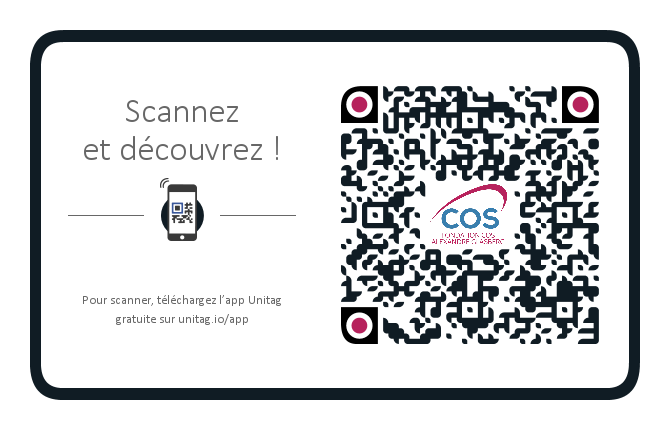 Scannez
et découvrez !
Pour scanner, téléchargez l'app Unitag
gratuite sur unitag.io/app
COS
FONDATION COS
ALEXANDRE GLASBERG